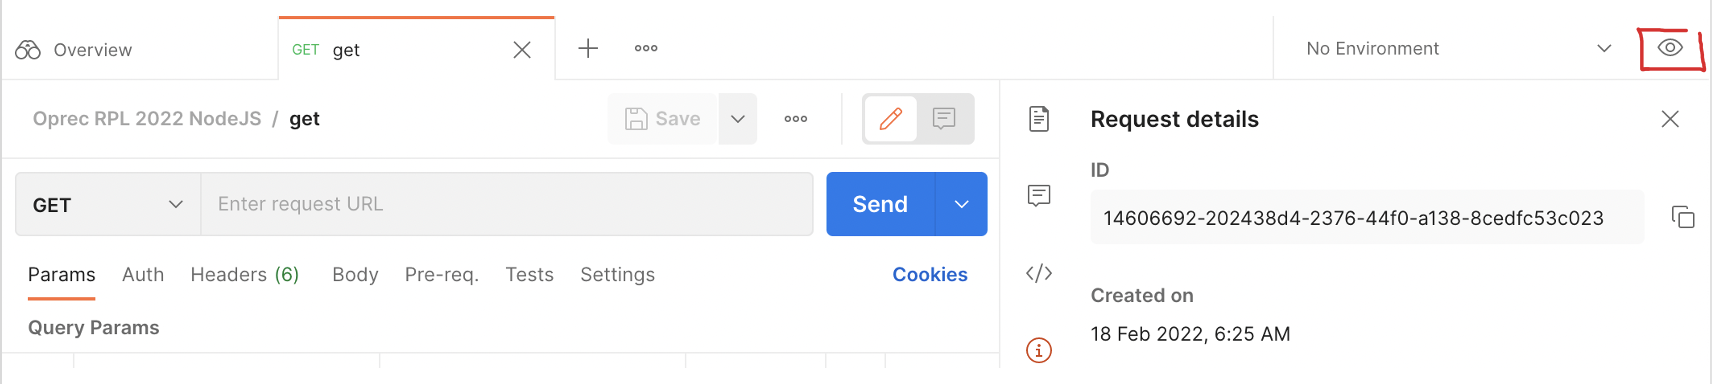 Overview
GET get
No Environment
Oprec RPL 2022 NodeJS / get
Save
GET
Enter request URL
Send
Params Auth Headers (6) Body Pre-req. Tests Settings
Cookies
Query Params
Request details
ID
14606692-202438d4-2376-44f0-a138-8cedfc53c023
Created on
18 Feb 2022, 6:25 AM